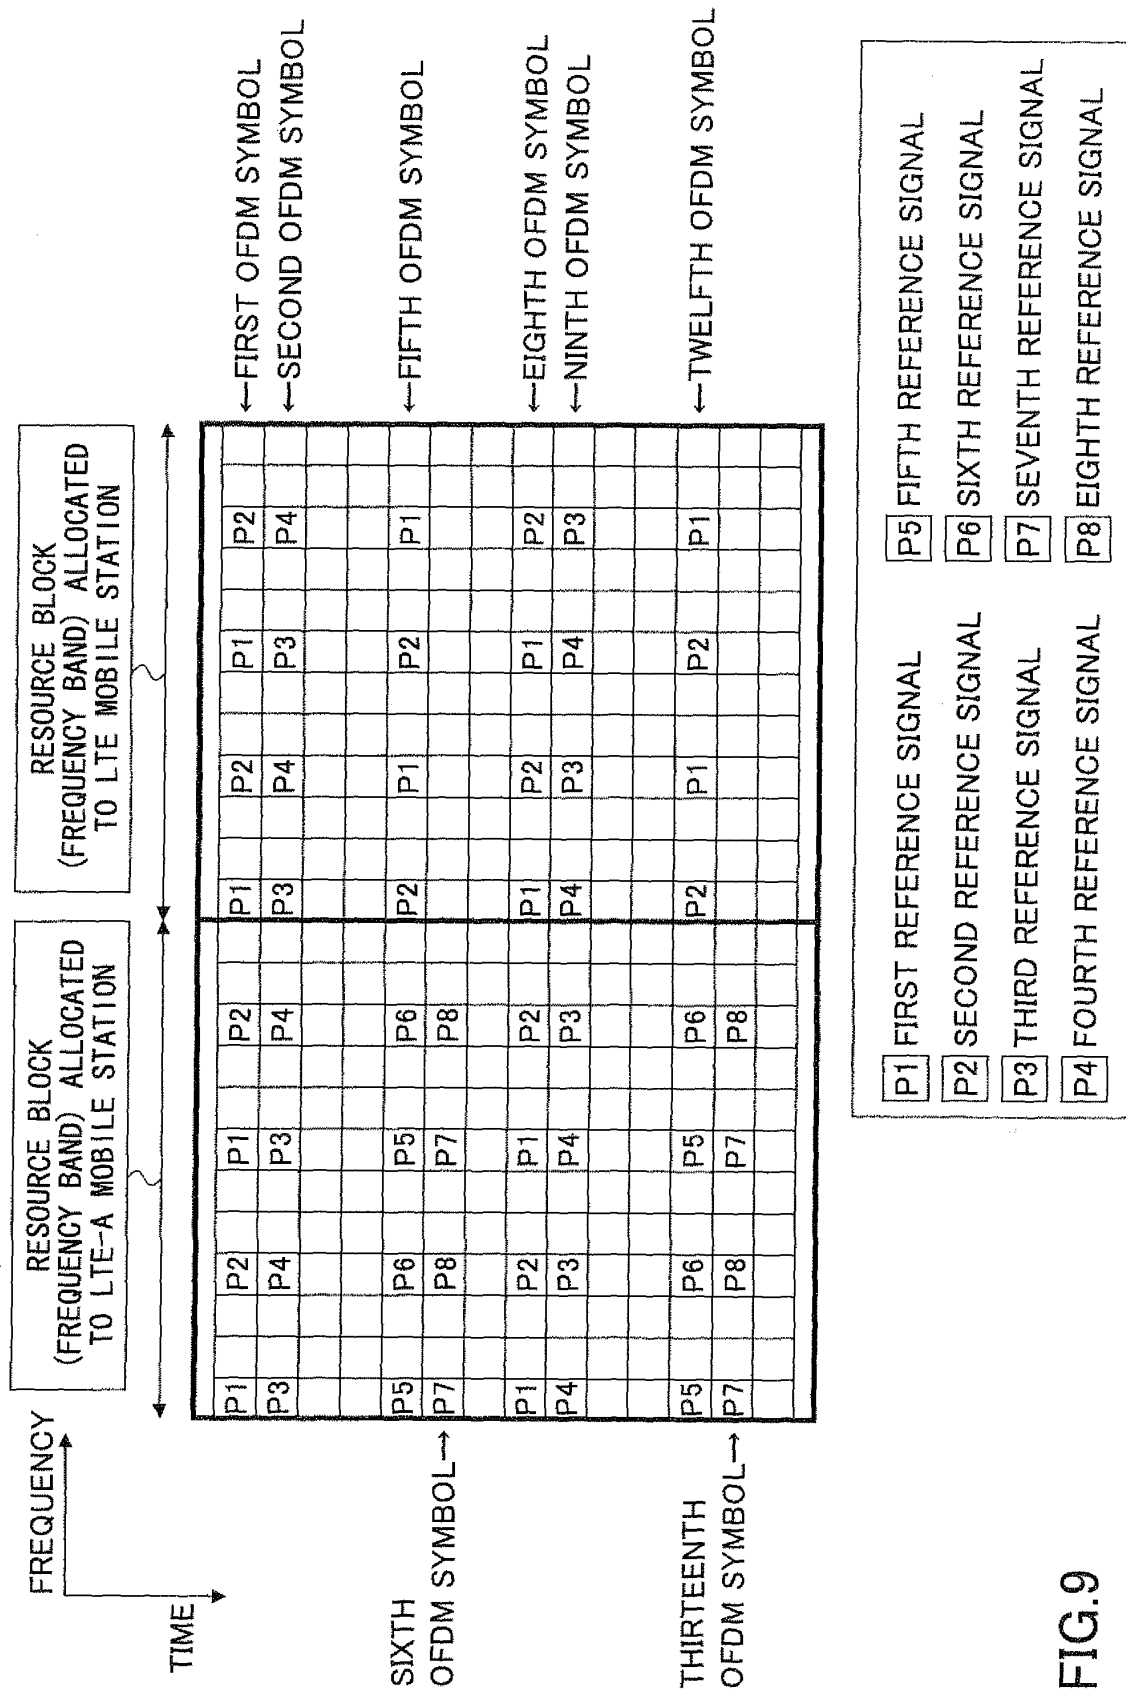 FREQUENCY
TIME
RESOURCE BLOCK
(FREQUENCY BAND) ALLOCATED
TO LTE-A MOBILE STATION
RESOURCE BLOCK
(FREQUENCY BAND) ALLOCATED
TO LTE MOBILE STATION
P1 P2 P1 P2 P1 P2 P1 P2 ←FIRST OFDM SYMBOL
P3 P4 P3 P4 P3 P4 P3 P4 ←SECOND OFDM SYMBOL
P5 P6 P5 P6 P2 P1 P2 P1 ←FIFTH OFDM SYMBOL
SIXTH
OFDM SYMBOL→ P7 P8 P7 P8
P1 P2 P1 P2 P1 P2 P1 P2 ←EIGHTH OFDM SYMBOL
P4 P3 P4 P3 P4 P3 P4 P3 ←NINTH OFDM SYMBOL
P5 P6 P5 P6 P2 P1 P2 P1 ←TWELFTH OFDM SYMBOL
THIRTEENTH
OFDM SYMBOL→ P7 P8 P7 P8
P1 FIRST REFERENCE SIGNAL
P2 SECOND REFERENCE SIGNAL
P3 THIRD REFERENCE SIGNAL
P4 FOURTH REFERENCE SIGNAL
P5 FIFTH REFERENCE SIGNAL
P6 SIXTH REFERENCE SIGNAL
P7 SEVENTH REFERENCE SIGNAL
P8 EIGHTH REFERENCE SIGNAL
FIG.9